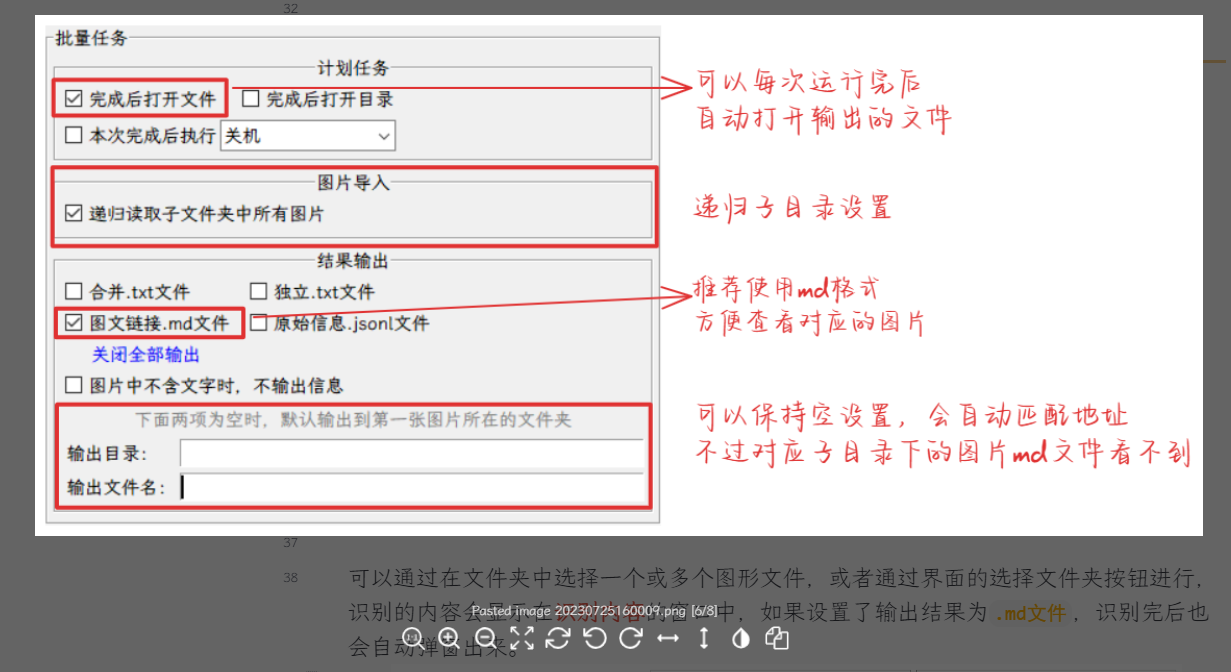 32
批量任务
计划任务
完成后打开文件 完成后打开目录
本次完成后执行 关机
可以每次运行完后
自动打开输出的文件
图片导入
递归读取子文件夹中所有图片
递归子目录设置
结果输出
合并.txt文件 独立.txt文件
图文链接.md文件 原始信息.jsonl文件
关闭全部输出
图片中不含文字时，不输出信息
推荐使用md格式
方便查看对应的图片
下面两项为空时，默认输出到第一张图片所在的文件夹
输出目录：
输出文件名：
可以保持空设置，会自动匹配地址
不过对应子目录下的图片md文件看不到
37
38
可以通过在文件夹中选择一个或多个图形文件，或者通过界面的选择文件夹按钮进行，
识别的内容会显示在识别内容的窗口中，如果设置了输出结果为 .md文件，识别完后也
会自动弹窗出来。
Pasted image 20230725160009.png [6/8]
1:1